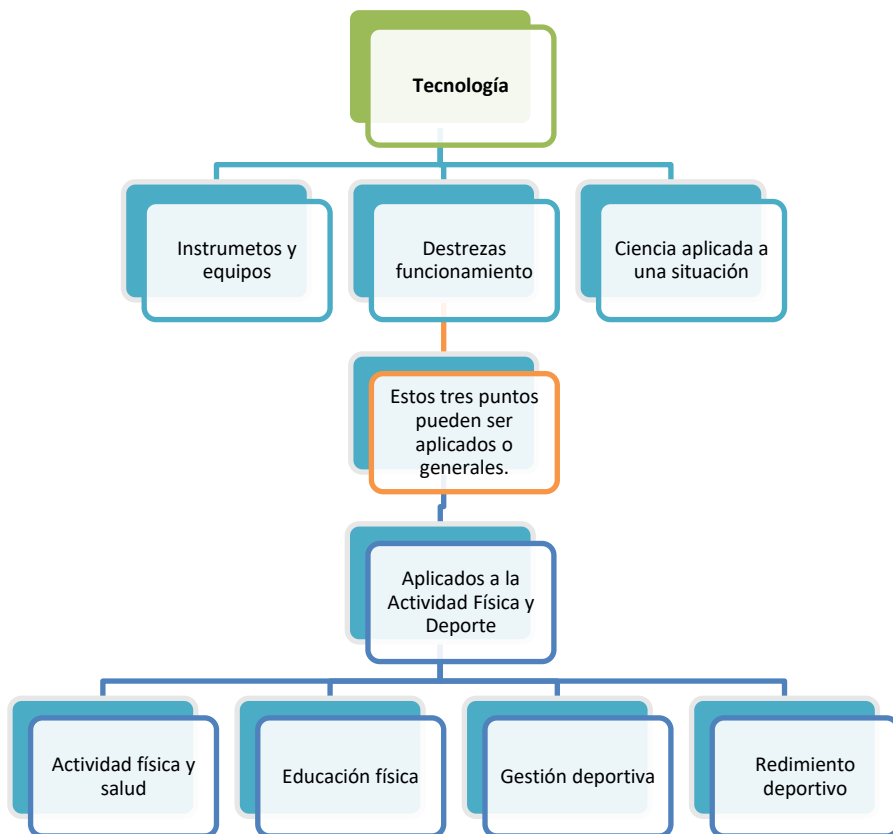 Tecnología
Instrumetos y
equipos
Destrezas
funcionamiento
Ciencia aplicada a
una situación
Estos tres puntos
pueden ser
aplicados o
generales.
Aplicados a la
Actividad Física y
Deporte
Actividad física y
salud
Educación física
Gestión deportiva
Redimiento
deportivo